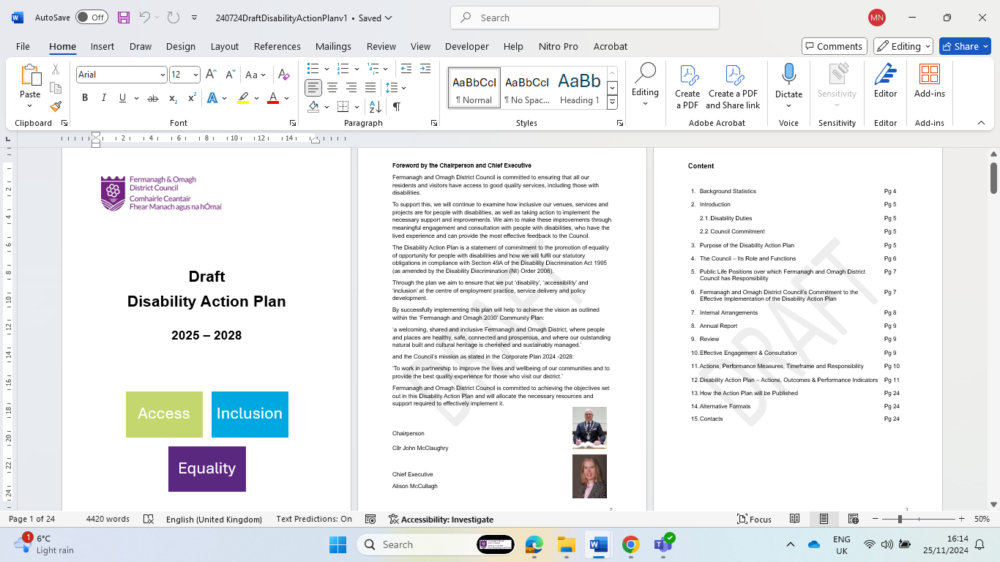 AutoSave Off 240724DraftDisabilityActionPlanv1 • Saved Search MN
File Home Insert Draw Design Layout References Mailings Review View Developer Help Nitro Pro Acrobat Comments Editing Share
Paste Arial 12 Aa
B I U ab x₂ x² A A
AaBbCcI AaBbCcI AaBb
¶ Normal ¶ No Spac... Heading 1
Editing Create a PDF Create a PDF and Share link Dictate Sensitivity Editor Add-ins
Clipboard Font Paragraph Styles Adobe Acrobat Voice Sensitivity Editor Add-ins
2 4 6 8 10 12 14
2
4
6
8
10
12
14
16
18
20
22
24
Fermanagh & Omagh
District Council
Comhairle Ceantair
Fhear Manach agus na hÓmaí
Draft
Disability Action Plan
2025 – 2028
Access Inclusion
Equality
Foreword by the Chairperson and Chief Executive
Fermanagh and Omagh District Council is committed to ensuring that all our
residents and visitors have access to good quality services, including those with
disabilities.
To support this, we will continue to examine how inclusive our venues, services and
projects are for people with disabilities, as well as taking action to implement the
necessary support and improvements. We aim to make these improvements through
meaningful engagement and consultation with people with disabilities, who have the
lived experience and can provide the most effective feedback to the Council.
The Disability Action Plan is a statement of commitment to the promotion of equality
of opportunity for people with disabilities and how we will fulfil our statutory
obligations in compliance with Section 49A of the Disability Discrimination Act 1995
(as amended by the Disability Discrimination (NI) Order 2006).
Through the plan we aim to ensure that we put 'disability', 'accessibility' and
'inclusion' at the centre of employment practice, service delivery and policy
development.
By successfully implementing this plan will help to achieve the vision as outlined
within the 'Fermanagh and Omagh 2030' Community Plan:
'a welcoming, shared and inclusive Fermanagh and Omagh District, where people
and places are healthy, safe, connected and prosperous, and where our outstanding
natural built and cultural heritage is cherished and sustainably managed.'
and the Council's mission as stated in the Corporate Plan 2024 -2028:
'To work in partnership to improve the lives and wellbeing of our communities and to
provide the best quality experience for those who visit our district.'
Fermanagh and Omagh District Council is committed to achieving the objectives set
out in this Disability Action Plan and will allocate the necessary resources and
support required to effectively implement it.
Chairperson
Cllr John McClaughry
Chief Executive
Alison McCullagh
DRAFT
2
Content
1. Background Statistics Pg 4
2. Introduction Pg 5
2.1. Disability Duties Pg 5
2.2. Council Commitment Pg 5
3. Purpose of the Disability Action Plan Pg 5
4. The Council – Its Role and Functions Pg 6
5. Public Life Positions over which Fermanagh and Omagh District Pg 7
Council has Responsibility
6. Fermanagh and Omagh District Council's Commitment to the Pg 7
Effective Implementation of the Disability Action Plan
7. Internal Arrangements Pg 8
8. Annual Report Pg 9
9. Review Pg 9
10. Effective Engagement & Consultation Pg 9
11. Actions, Performance Measures, Timeframe and Responsibility Pg 10
12. Disability Action Plan – Actions, Outcomes & Performance Indicators Pg 11
13. How the Action Plan will be Published Pg 24
14. Alternative Formats Pg 24
15. Contacts Pg 24
DRAFT
3
Page 1 of 24 4420 words English (United Kingdom) Text Predictions: On Accessibility: Investigate Focus 50%
1 6°C
Light rain
Search
ENG
UK
16:14
25/11/2024